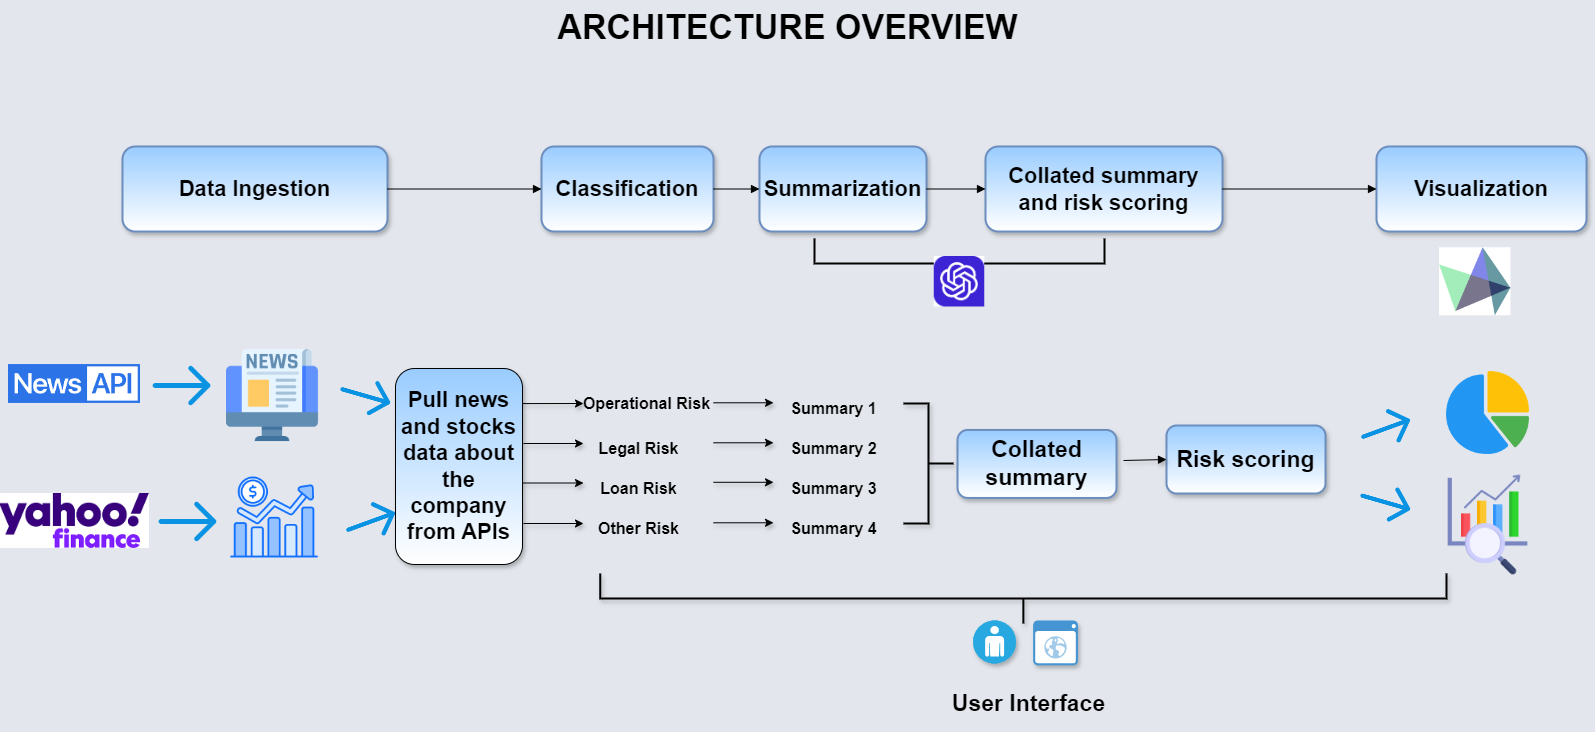 ARCHITECTURE OVERVIEW
Data Ingestion
Classification
Summarization
Collated summary
and risk scoring
Visualization
News API
NEWS
yahoo!
finance
$
Pull news
and stocks
data about
the
company
from APIs
Operational Risk
Legal Risk
Loan Risk
Other Risk
Summary 1
Summary 2
Summary 3
Summary 4
Collated
summary
Risk scoring
User Interface